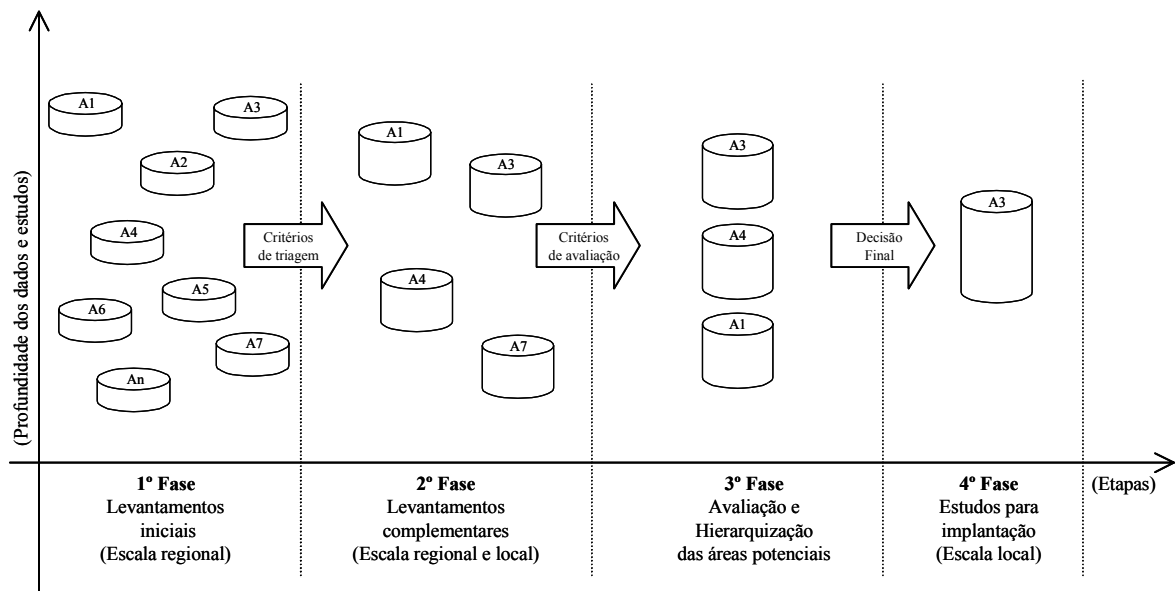 (Profundidade dos dados e estudos)
A1
A3
A2
A4
A5
A6
A7
An
Critérios
de triagem
A1
A3
A4
A7
Critérios
de avaliação
A3
A4
A1
Decisão
Final
A3
1º Fase
Levantamentos
iniciais
(Escala regional)
2º Fase
Levantamentos
complementares
(Escala regional e local)
3º Fase
Avaliação e
Hierarquização
das áreas potenciais
4º Fase
Estudos para
implantação
(Escala local)
(Etapas)